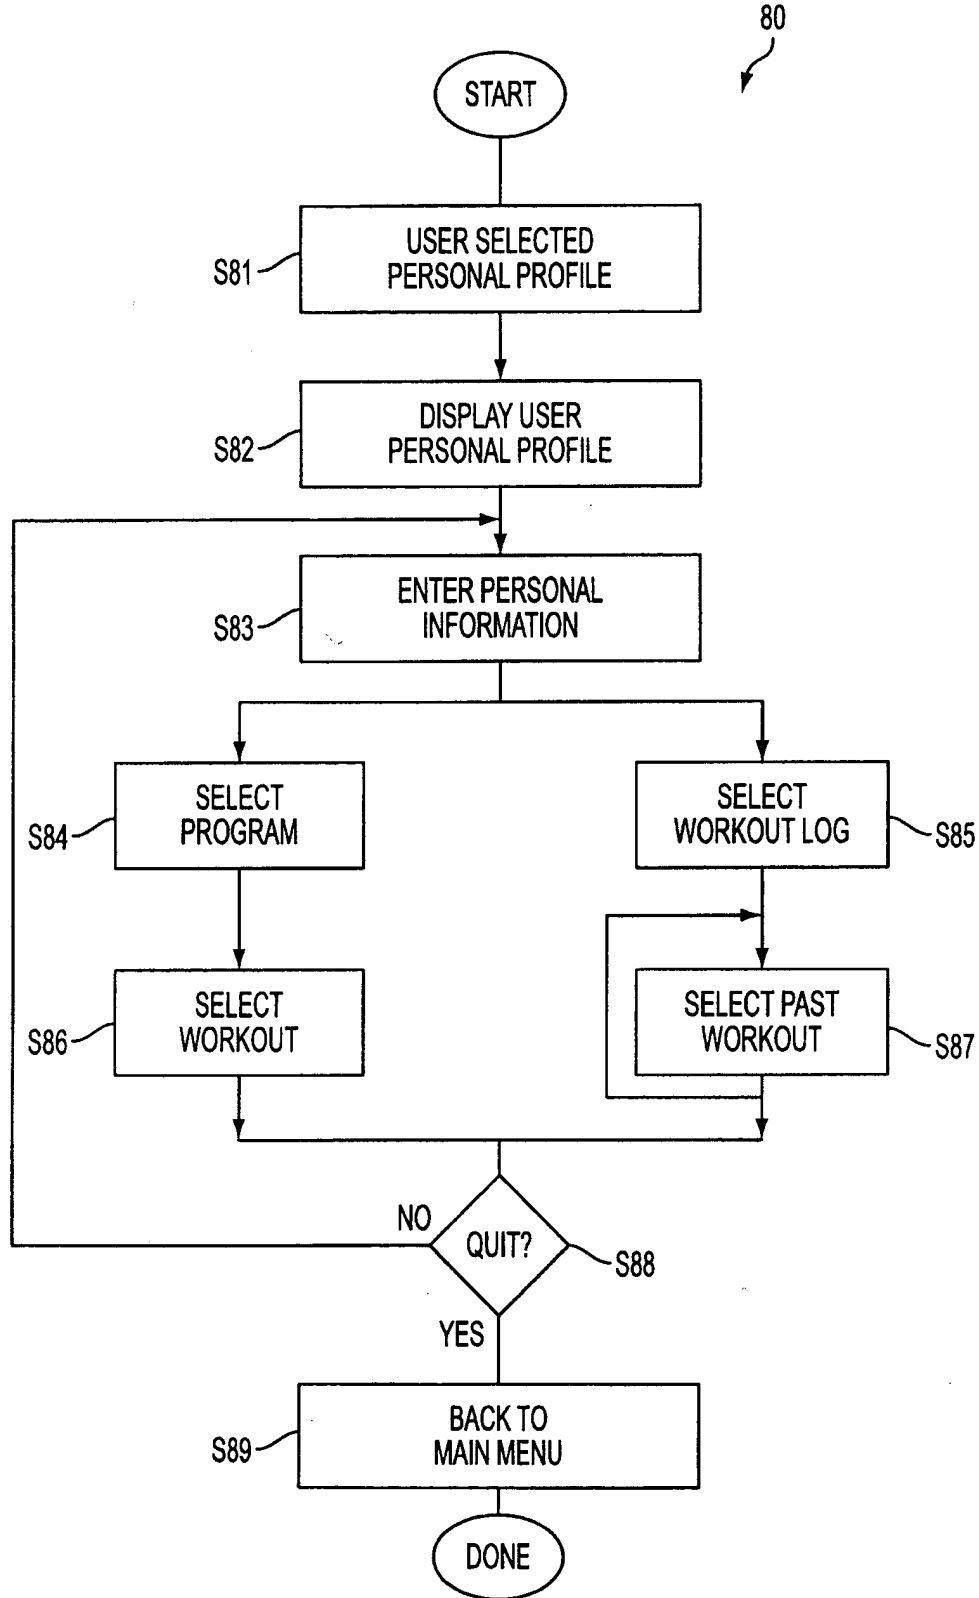 80
START
USER SELECTED
PERSONAL PROFILE
S81
DISPLAY USER
PERSONAL PROFILE
S82
ENTER PERSONAL
INFORMATION
S83
SELECT
PROGRAM
S84
SELECT
WORKOUT LOG
S85
SELECT
WORKOUT
S86
SELECT PAST
WORKOUT
S87
NO
QUIT?
S88
YES
BACK TO
MAIN MENU
S89
DONE